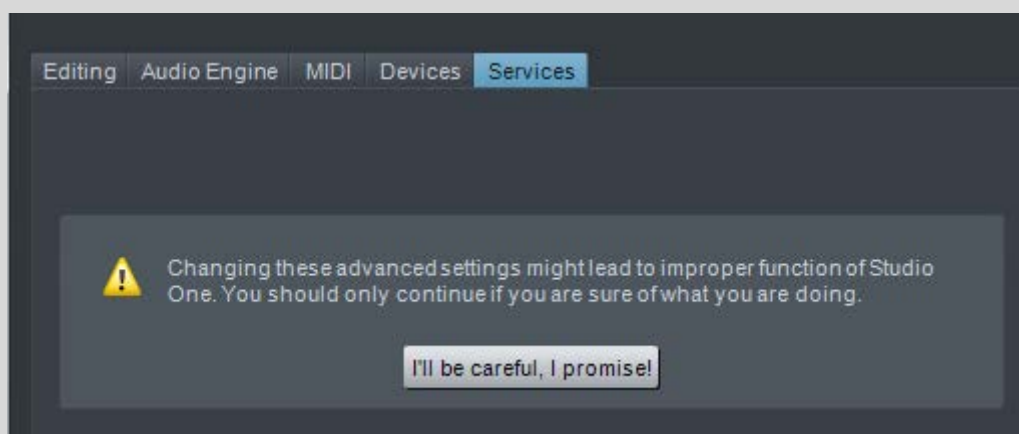 Editing Audio Engine MIDI Devices Services
Changing these advanced settings might lead to improper function of Studio
One. You should only continue if you are sure of what you are doing.
I'll be careful, I promise!